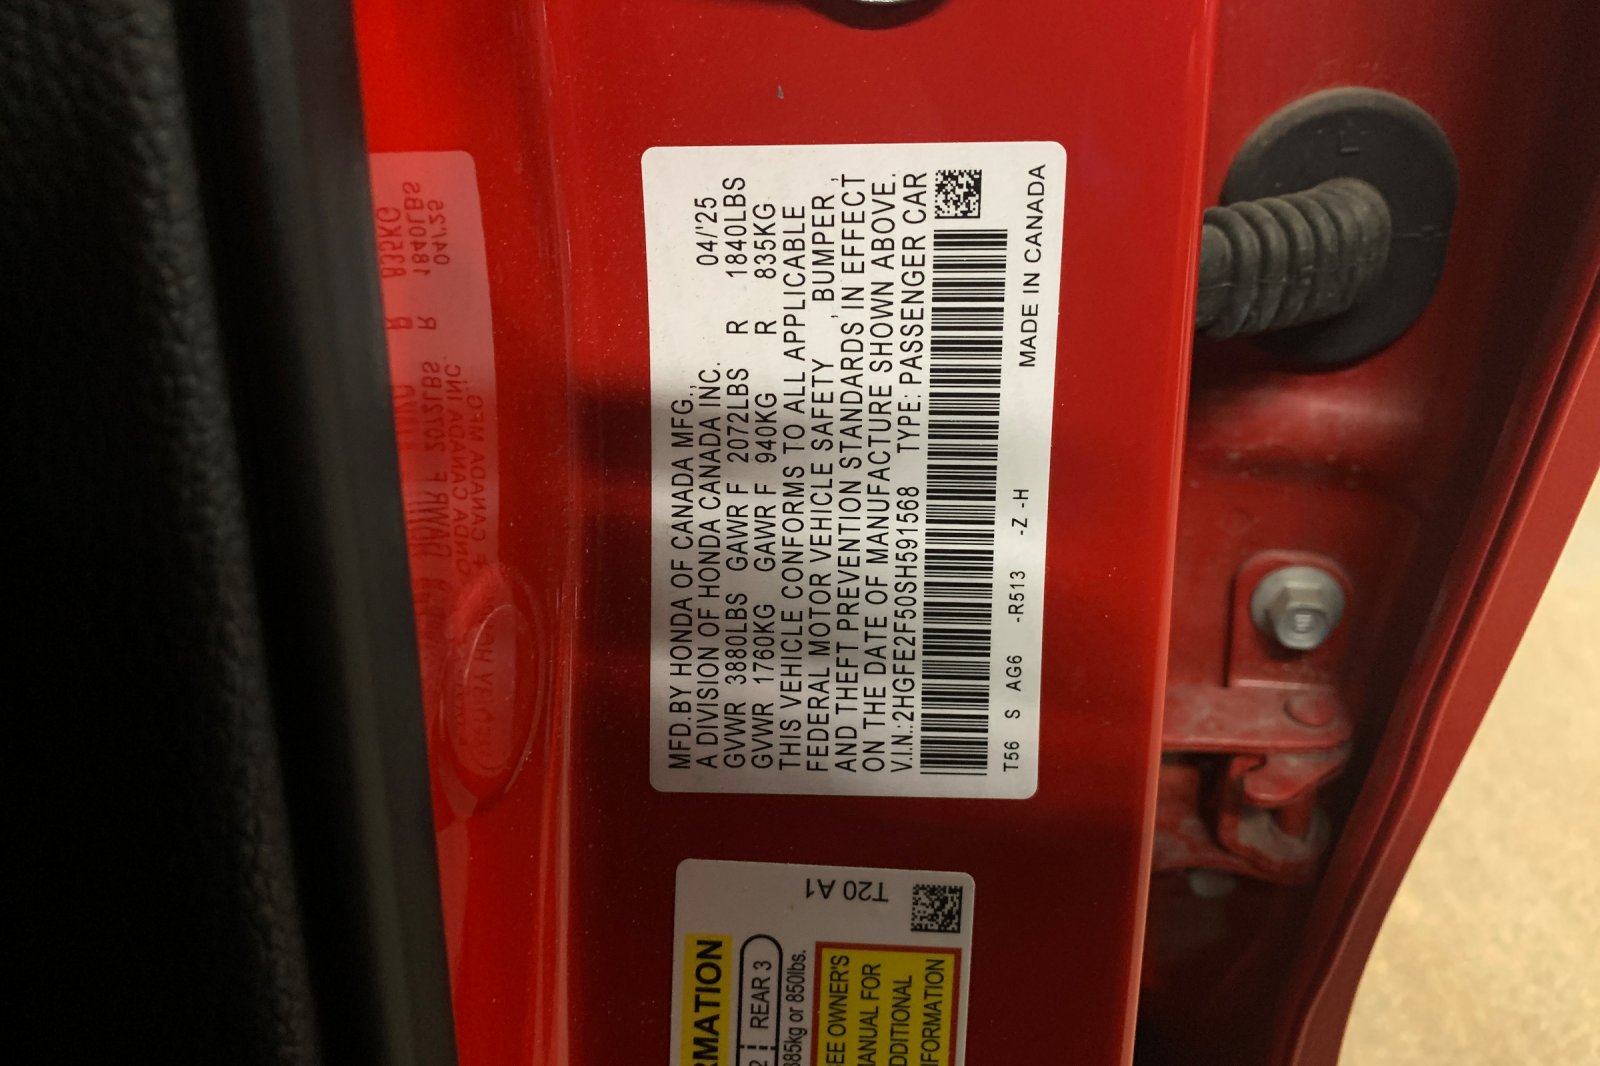 MFD.BY HONDA OF CANADA MFG.,
A DIVISION OF HONDA CANADA INC. 04/'25
GVWR 3880LBS GAWR F 2072LBS R 1840LBS
GVWR 1760KG GAWR F 940KG R 835KG
THIS VEHICLE CONFORMS TO ALL APPLICABLE
FEDERAL MOTOR VEHICLE SAFETY , BUMPER ,
AND THEFT PREVENTION STANDARDS IN EFFECT
ON THE DATE OF MANUFACTURE SHOWN ABOVE.
V.I.N.:2HGFE2F50SH591568 TYPE: PASSENGER CAR
T56 S AG6 -R513 -Z -H MADE IN CANADA
T20 A1
RMATION
2 REAR 3
385kg or 850lbs.
EE OWNER'S
ANUAL FOR
DDITIONAL
FORMATION